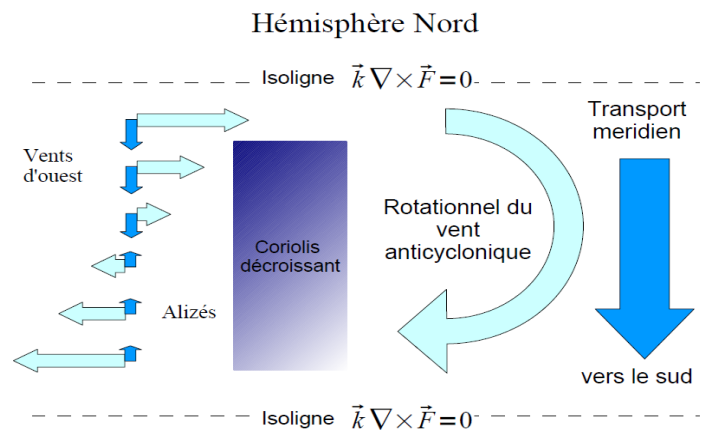 Hémisphère Nord
Isoligne k⃗ ∇ × F⃗ = 0
Transport
meridien
Vents
d'ouest
Coriolis
décroissant
Rotationnel du
vent
anticyclonique
Alizés
vers le sud
Isoligne k⃗ ∇ × F⃗ = 0